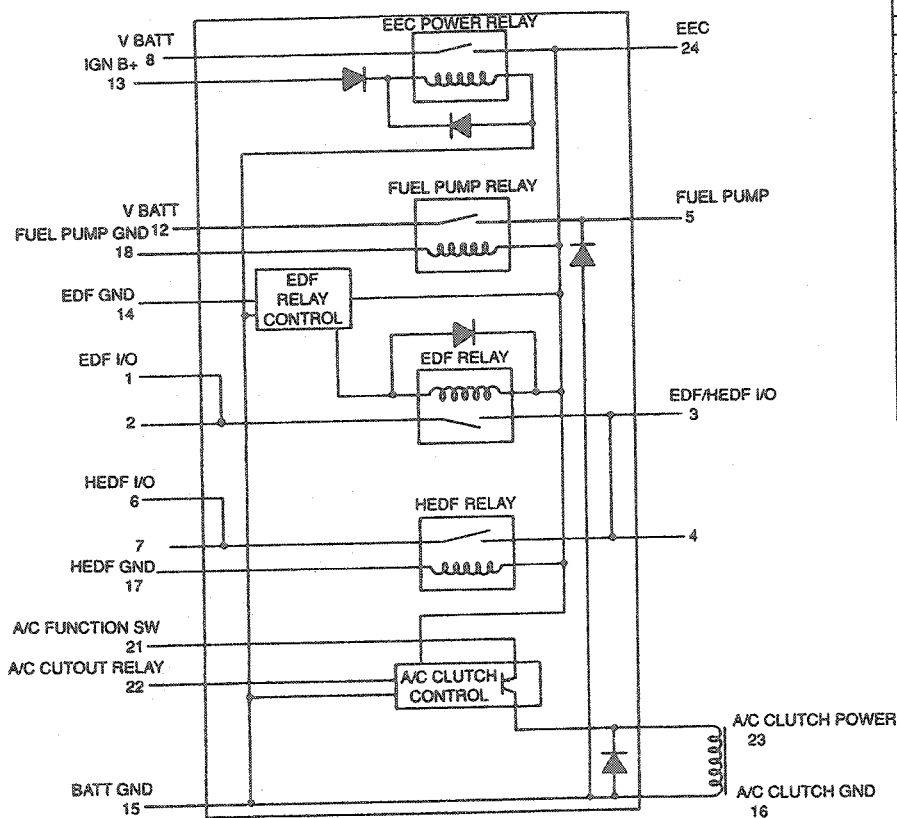 EEC POWER RELAY
V BATT
8
EEC
24
IGN B+
13
FUEL PUMP RELAY
V BATT
12
FUEL PUMP
5
FUEL PUMP GND
18
EDF
RELAY
CONTROL
EDF GND
14
EDF RELAY
EDF I/O
1
2
EDF/HEDF I/O
3
HEDF I/O
6
HEDF RELAY
7
4
HEDF GND
17
A/C FUNCTION SW
21
A/C CUTOUT RELAY
22
A/C CLUTCH
CONTROL
A/C CLUTCH POWER
23
BATT GND
15
A/C CLUTCH GND
16